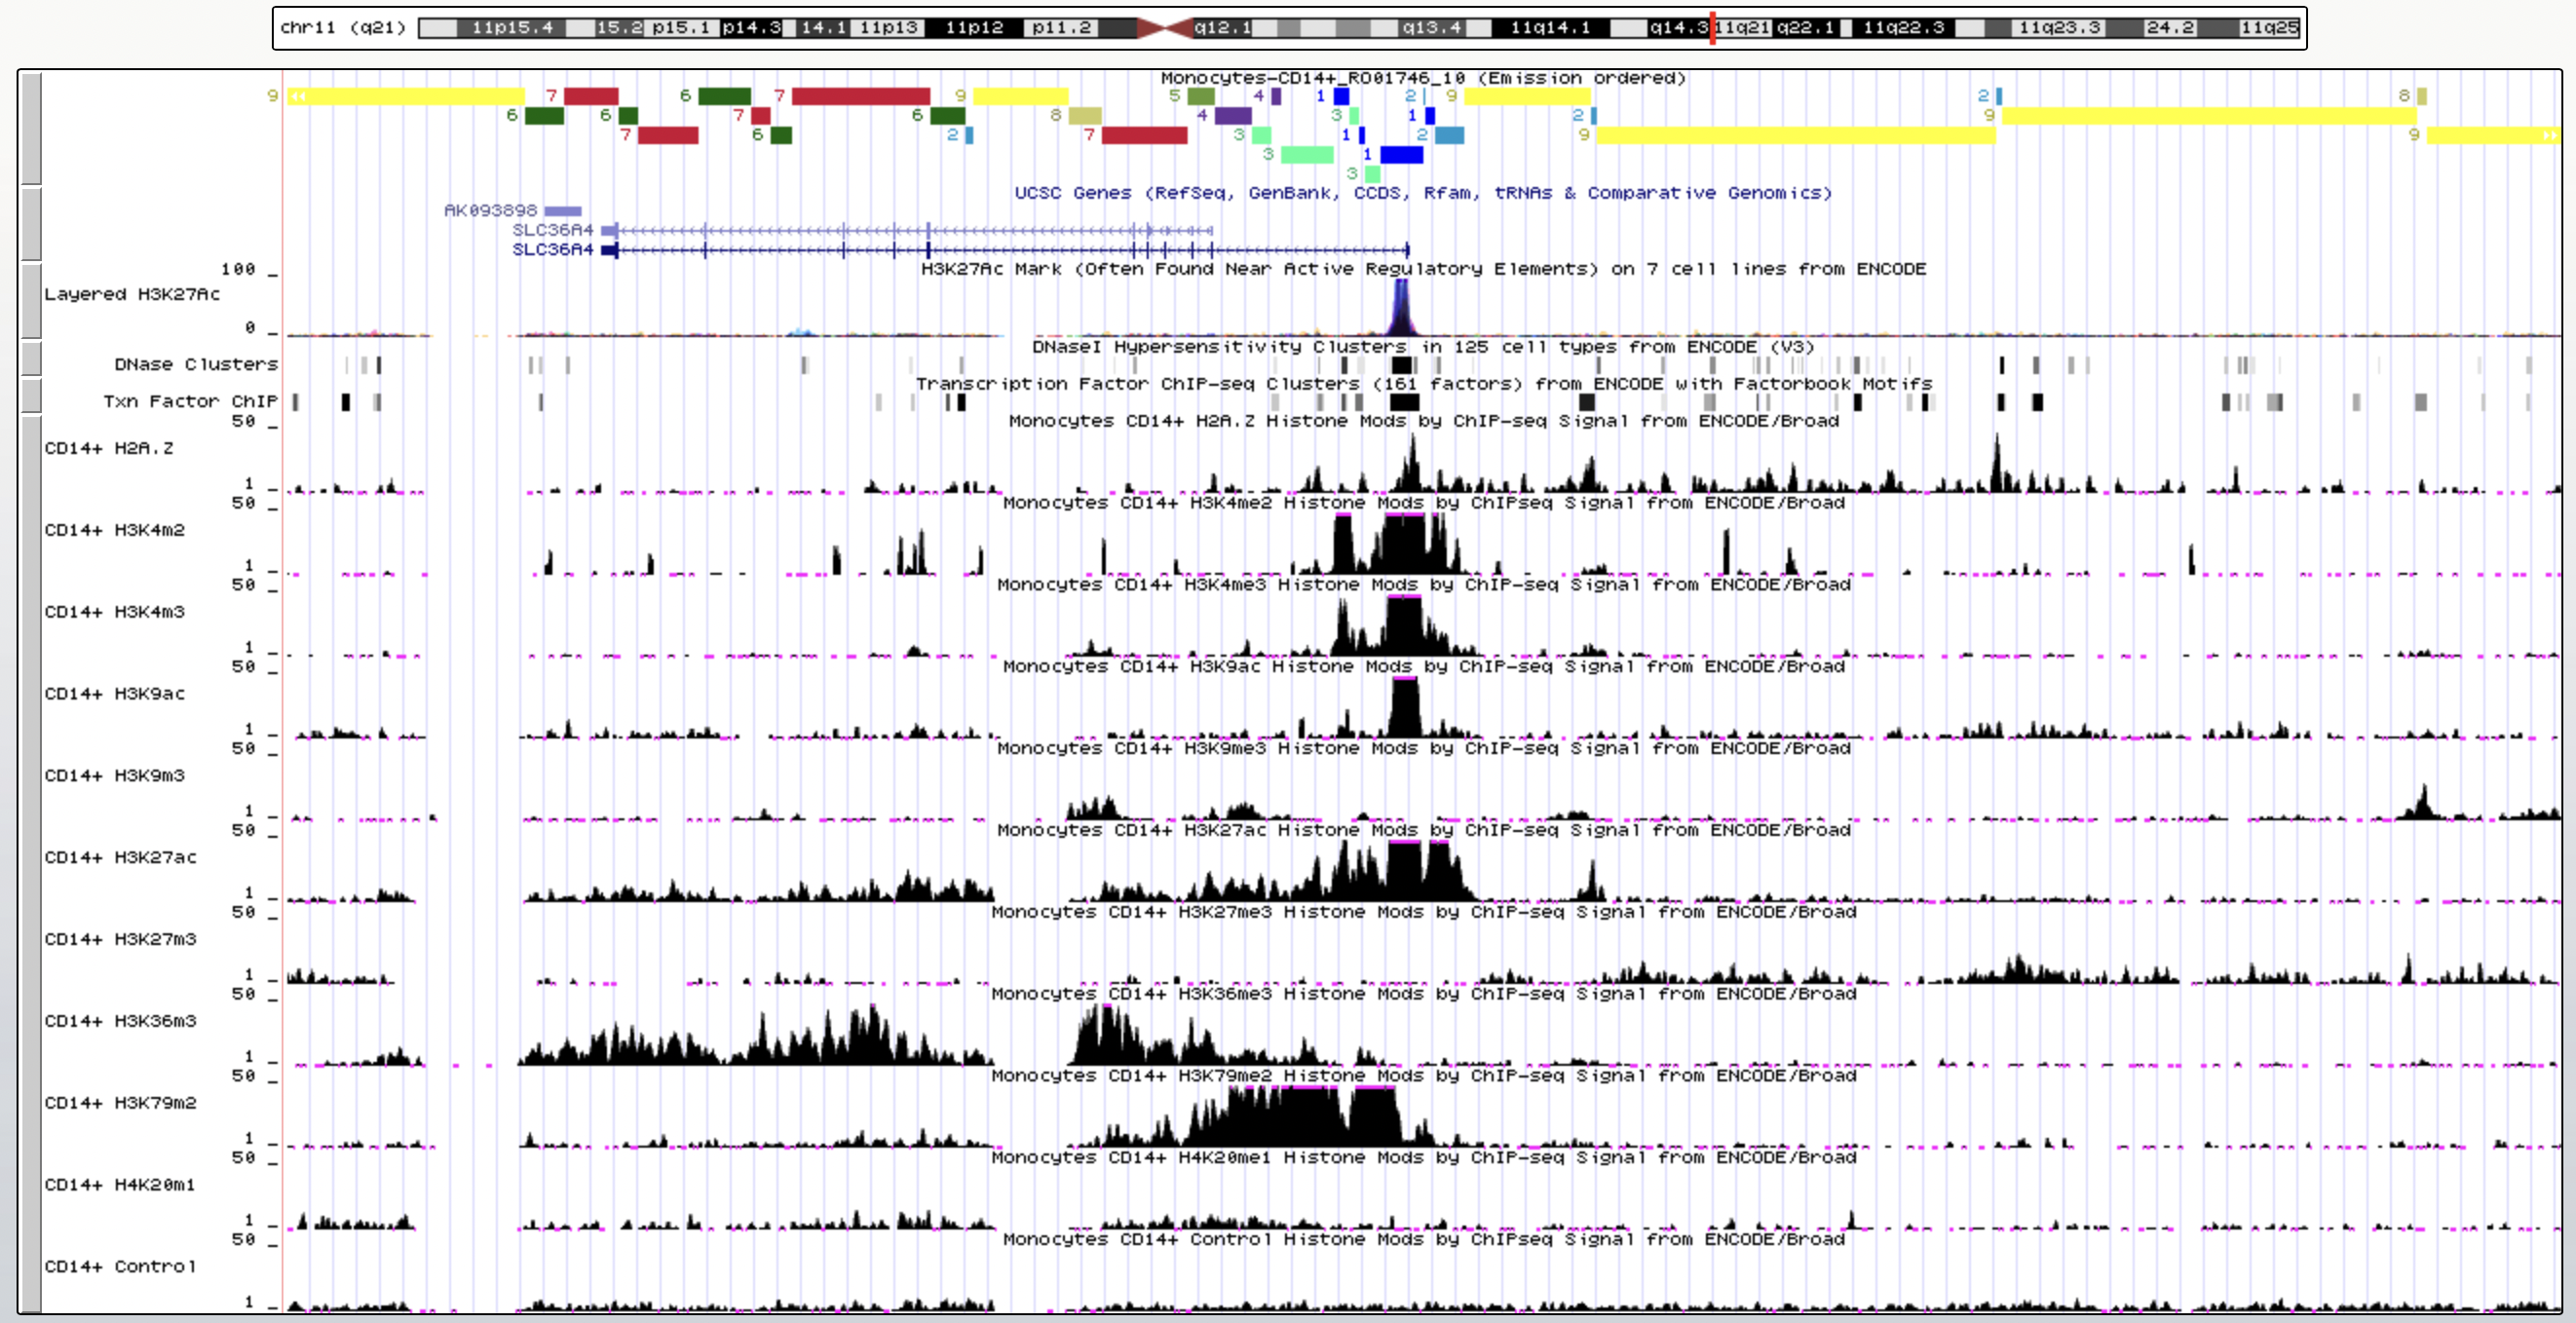 chr11 (q21) 11p15.4 15.2 p15.1 p14.3 14.1 11p13 11p12 p11.2 q12.1 q13.4 11q14.1 q14.3 11q21 q22.1 11q22.3 11q23.3 24.2 11q25
Monocytes-CD14+_RO01746_10 (Emission ordered)
9 7 6 7 9 5 4 1 2 9 2 8
6 6 7 6 8 4 3 1 2 9
7 6 2 7 3 1 2 9 9
3 1
3
UCSC Genes (RefSeq, GenBank, CCDS, Rfam, tRNAs & Comparative Genomics)
AK093898
SLC36A4
SLC36A4
H3K27Ac Mark (Often Found Near Active Regulatory Elements) on 7 cell lines from ENCODE
100 _
Layered H3K27Ac
0 _
DNaseI Hypersensitivity Clusters in 125 cell types from ENCODE (V3)
DNase Clusters
Transcription Factor ChIP-seq Clusters (161 factors) from ENCODE with Factorbook Motifs
Txn Factor ChIP
Monocytes CD14+ H2A.Z Histone Mods by ChIP-seq Signal from ENCODE/Broad
50 _
CD14+ H2A.Z
1 _
Monocytes CD14+ H3K4me2 Histone Mods by ChIPseq Signal from ENCODE/Broad
50 _
CD14+ H3K4m2
1 _
Monocytes CD14+ H3K4me3 Histone Mods by ChIP-seq Signal from ENCODE/Broad
50 _
CD14+ H3K4m3
1 _
Monocytes CD14+ H3K9ac Histone Mods by ChIP-seq Signal from ENCODE/Broad
50 _
CD14+ H3K9ac
1 _
Monocytes CD14+ H3K9me3 Histone Mods by ChIP-seq Signal from ENCODE/Broad
50 _
CD14+ H3K9m3
1 _
Monocytes CD14+ H3K27ac Histone Mods by ChIP-seq Signal from ENCODE/Broad
50 _
CD14+ H3K27ac
1 _
Monocytes CD14+ H3K27me3 Histone Mods by ChIP-seq Signal from ENCODE/Broad
50 _
CD14+ H3K27m3
1 _
Monocytes CD14+ H3K36me3 Histone Mods by ChIP-seq Signal from ENCODE/Broad
50 _
CD14+ H3K36m3
1 _
Monocytes CD14+ H3K79me2 Histone Mods by ChIP-seq Signal from ENCODE/Broad
50 _
CD14+ H3K79m2
1 _
Monocytes CD14+ H4K20me1 Histone Mods by ChIP-seq Signal from ENCODE/Broad
50 _
CD14+ H4K20m1
1 _
Monocytes CD14+ Control Histone Mods by ChIPseq Signal from ENCODE/Broad
50 _
CD14+ Control
1 _